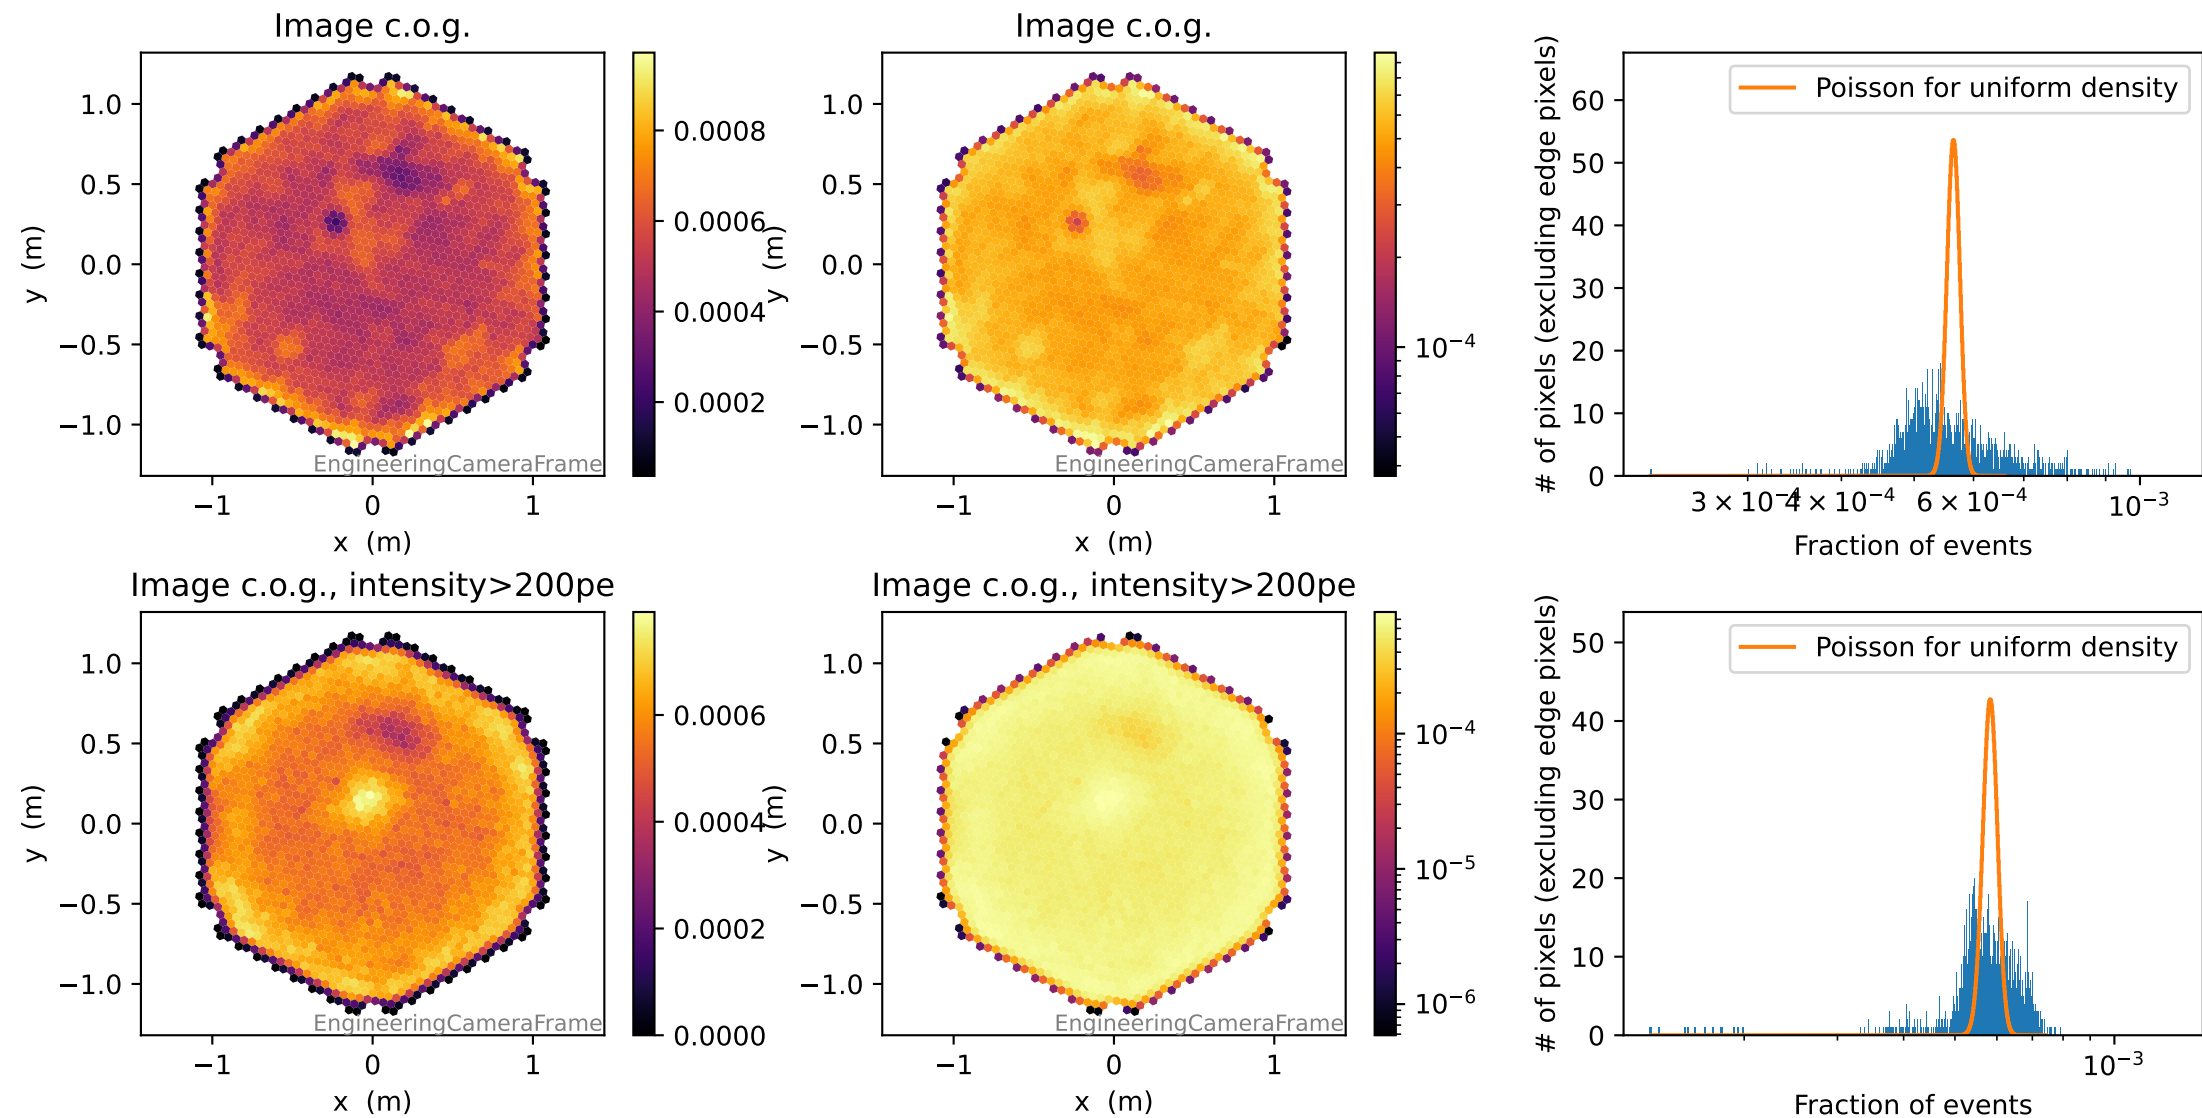 Image c.o.g.
1.0
0.5
0.0
−0.5
−1.0
y (m)
−1
0
1
x (m)
EngineeringCameraFrame
0.0008
0.0006
0.0004
0.0002
Image c.o.g.
1.0
0.5
0.0
−0.5
−1.0
y (m)
−1
0
1
x (m)
EngineeringCameraFrame
10⁻⁴
Poisson for uniform density
60
50
40
30
20
10
0
# of pixels (excluding edge pixels)
3 × 10⁻⁴
4 × 10⁻⁴
6 × 10⁻⁴
10⁻³
Fraction of events
Image c.o.g., intensity>200pe
1.0
0.5
0.0
−0.5
−1.0
y (m)
−1
0
1
x (m)
EngineeringCameraFrame
0.0006
0.0004
0.0002
0.0000
Image c.o.g., intensity>200pe
1.0
0.5
0.0
−0.5
−1.0
y (m)
−1
0
1
x (m)
EngineeringCameraFrame
10⁻⁴
10⁻⁵
10⁻⁶
Poisson for uniform density
50
40
30
20
10
0
# of pixels (excluding edge pixels)
10⁻³
Fraction of events